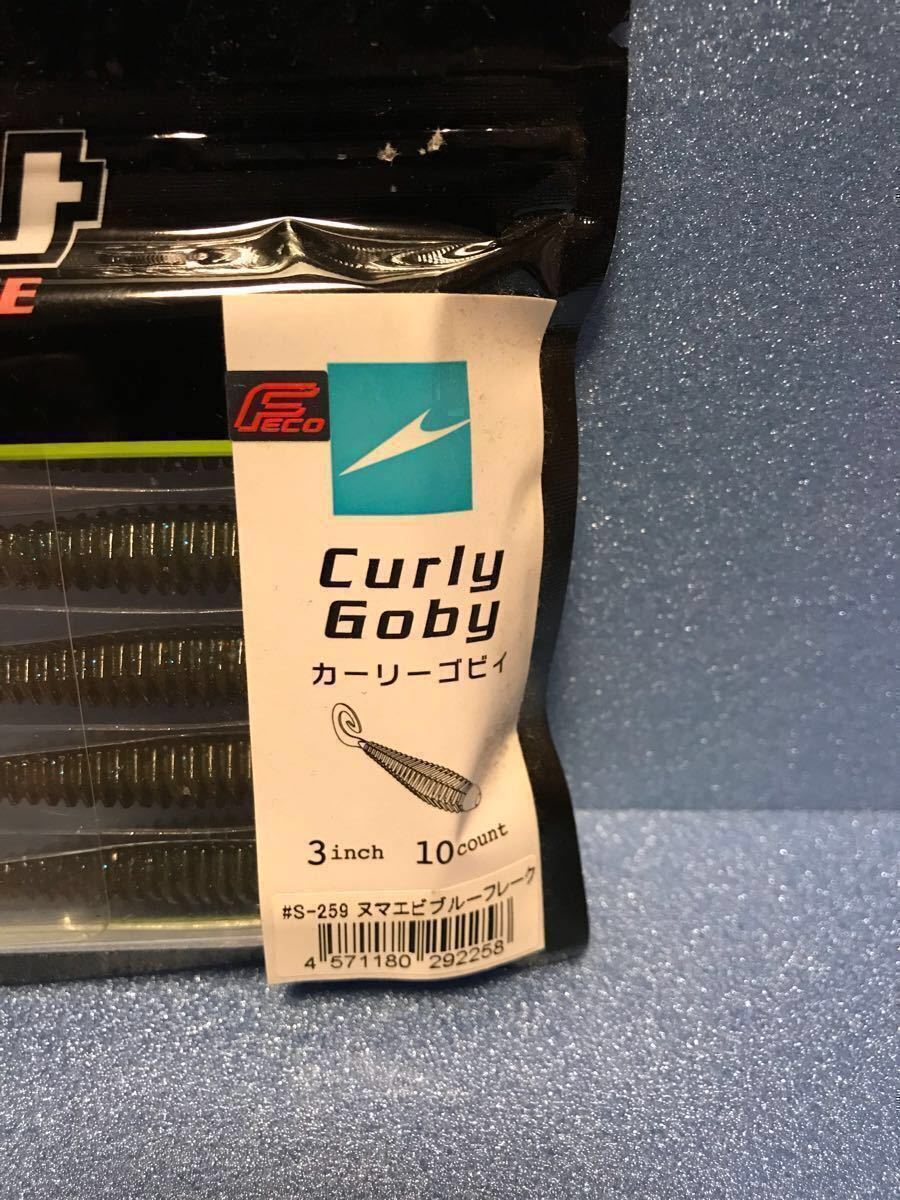 E
FECO
Curly
Goby
カーリーゴビィ
3inch 10count
#S-259 ヌマエビブルーフレーク
4 571180 292258